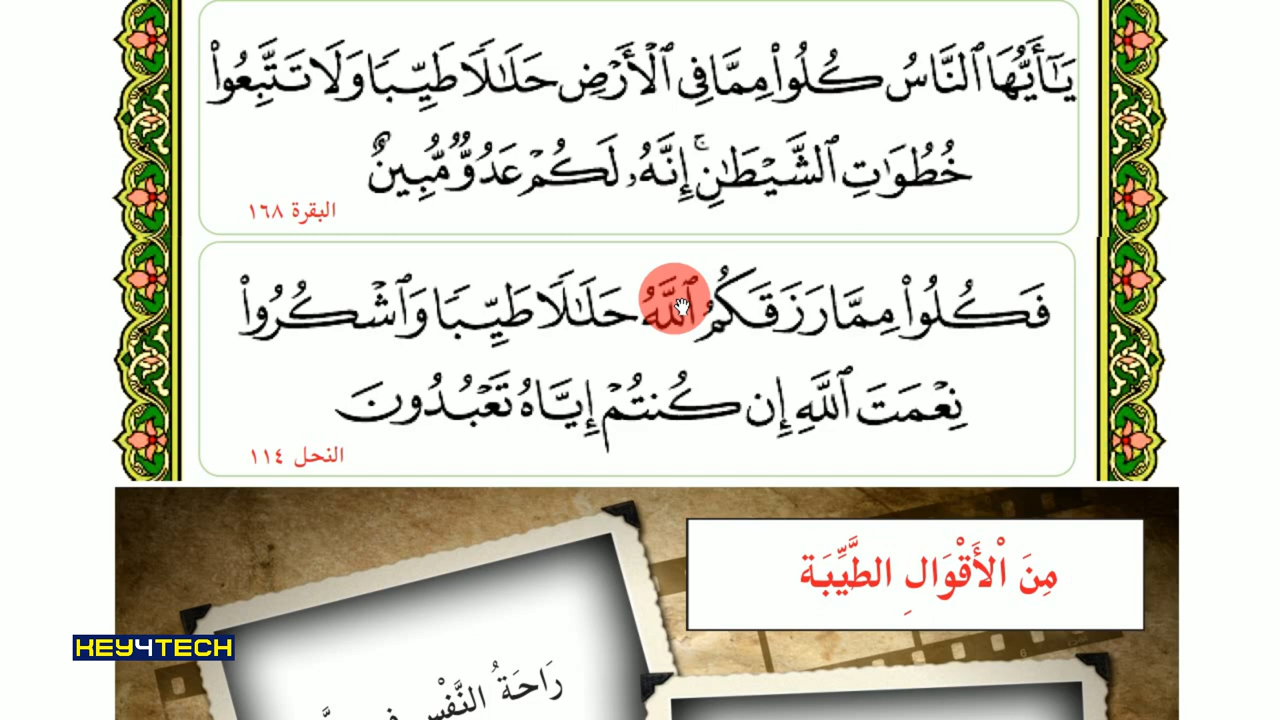 يَـٰٓأَيُّهَا ٱلنَّاسُ كُلُوا۟ مِمَّا فِى ٱلْأَرْضِ حَلَـٰلًا طَيِّبًا وَلَا تَتَّبِعُوا۟
خُطُوَٰتِ ٱلشَّيْطَـٰنِ ۚ إِنَّهُۥ لَكُمْ عَدُوٌّ مُّبِينٌ
البقرة ١٦٨
فَكُلُوا۟ مِمَّا رَزَقَكُمُ ٱللَّهُ حَلَـٰلًا طَيِّبًا وَٱشْكُرُوا۟
نِعْمَتَ ٱللَّهِ إِن كُنتُمْ إِيَّاهُ تَعْبُدُونَ
النحل ١١٤
مِنَ الْأَقْوَالِ الطَّيِّبَة
KEY4TECH
رَاحَةُ النَّفْسِ